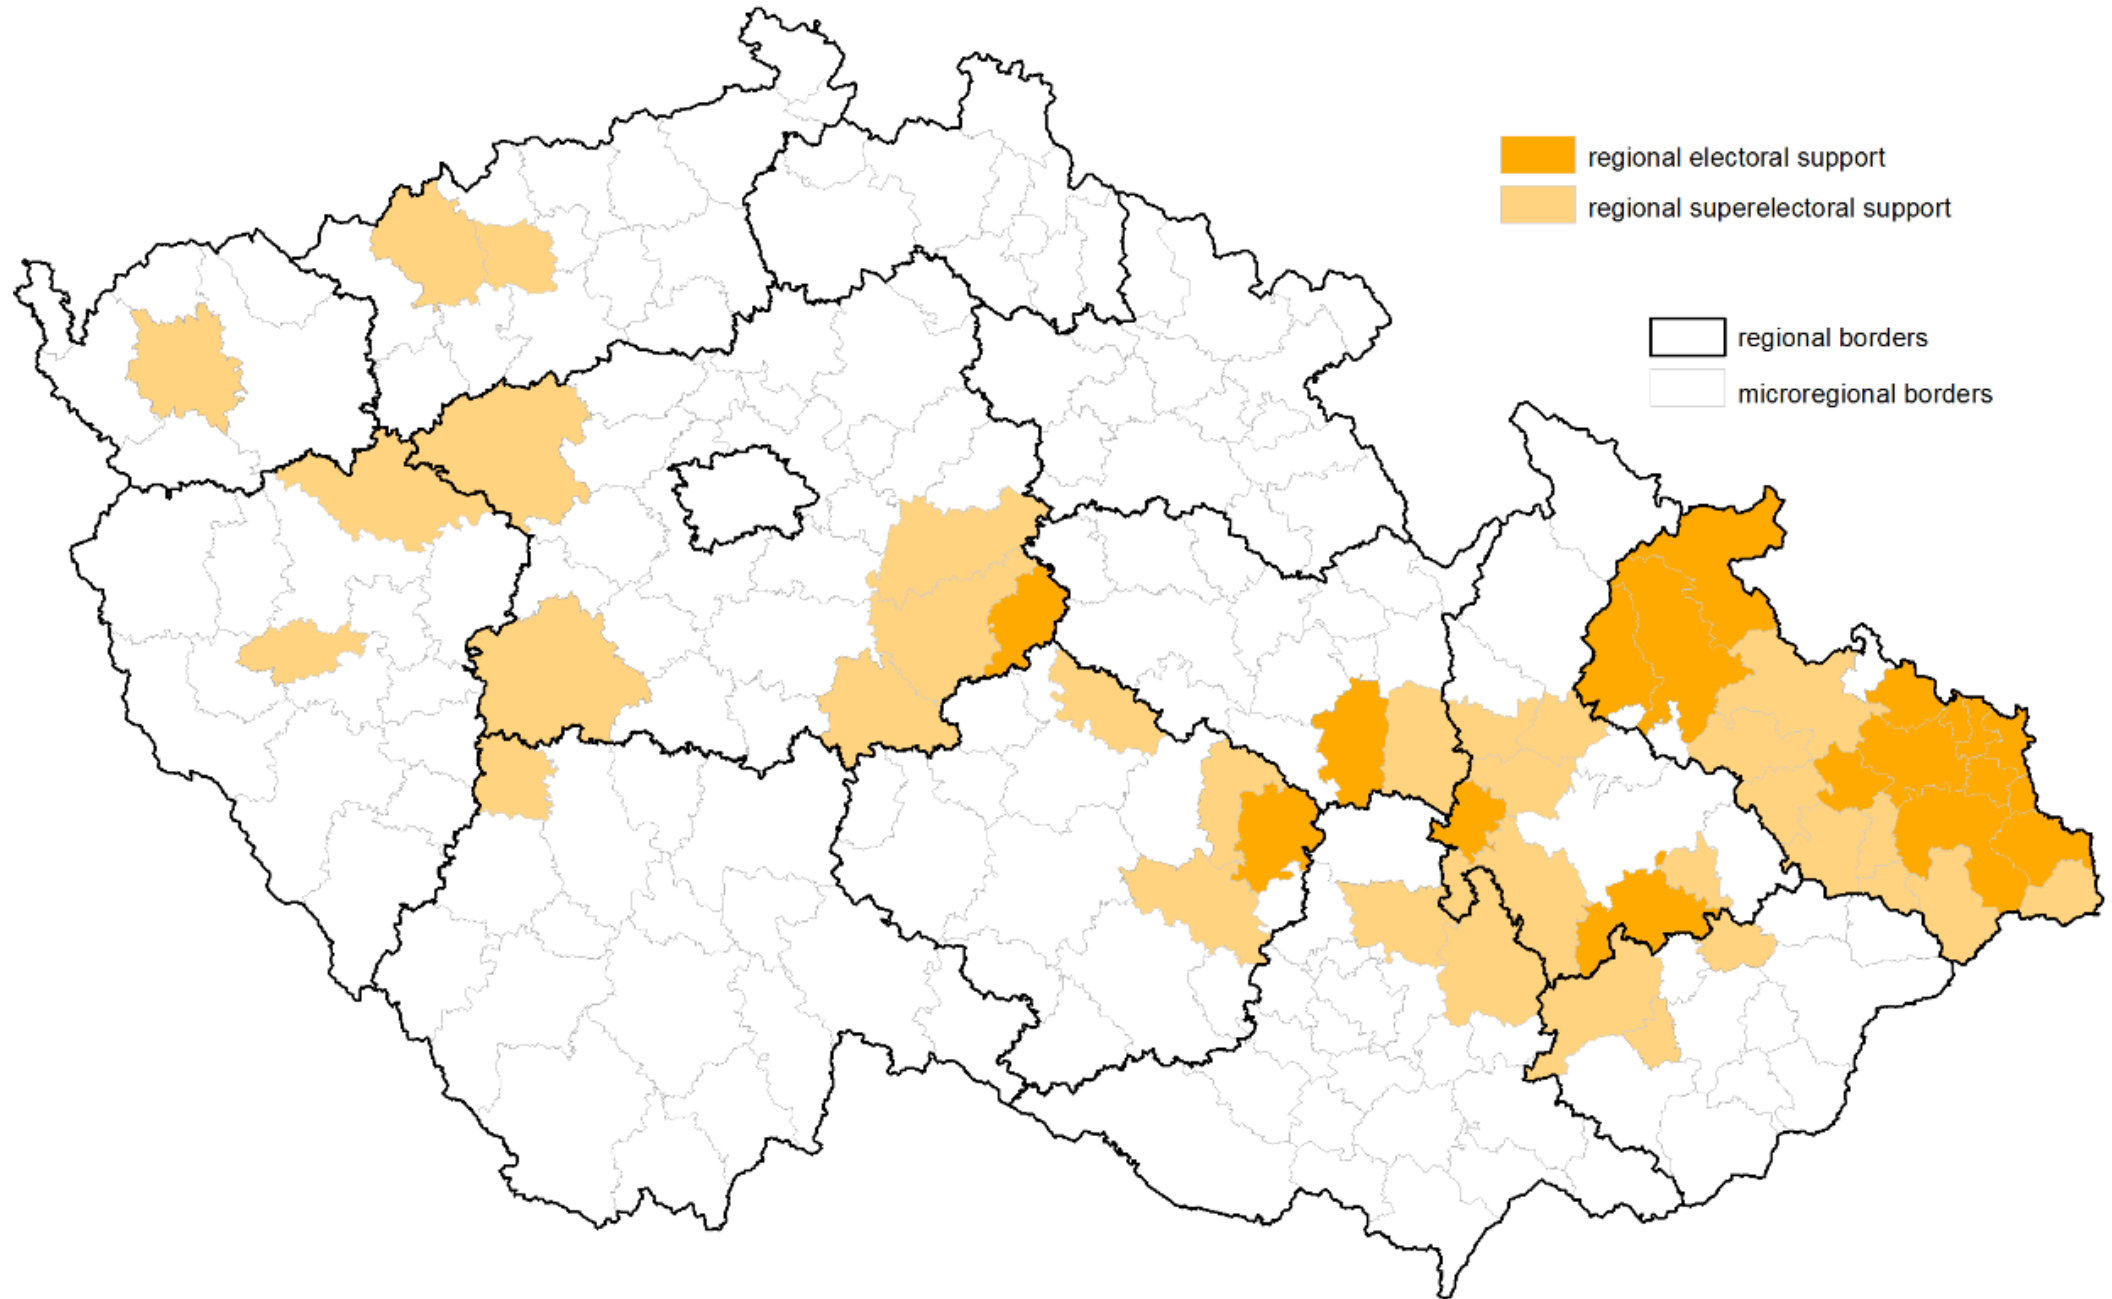 regional electoral support
regional superelectoral support
regional borders
microregional borders